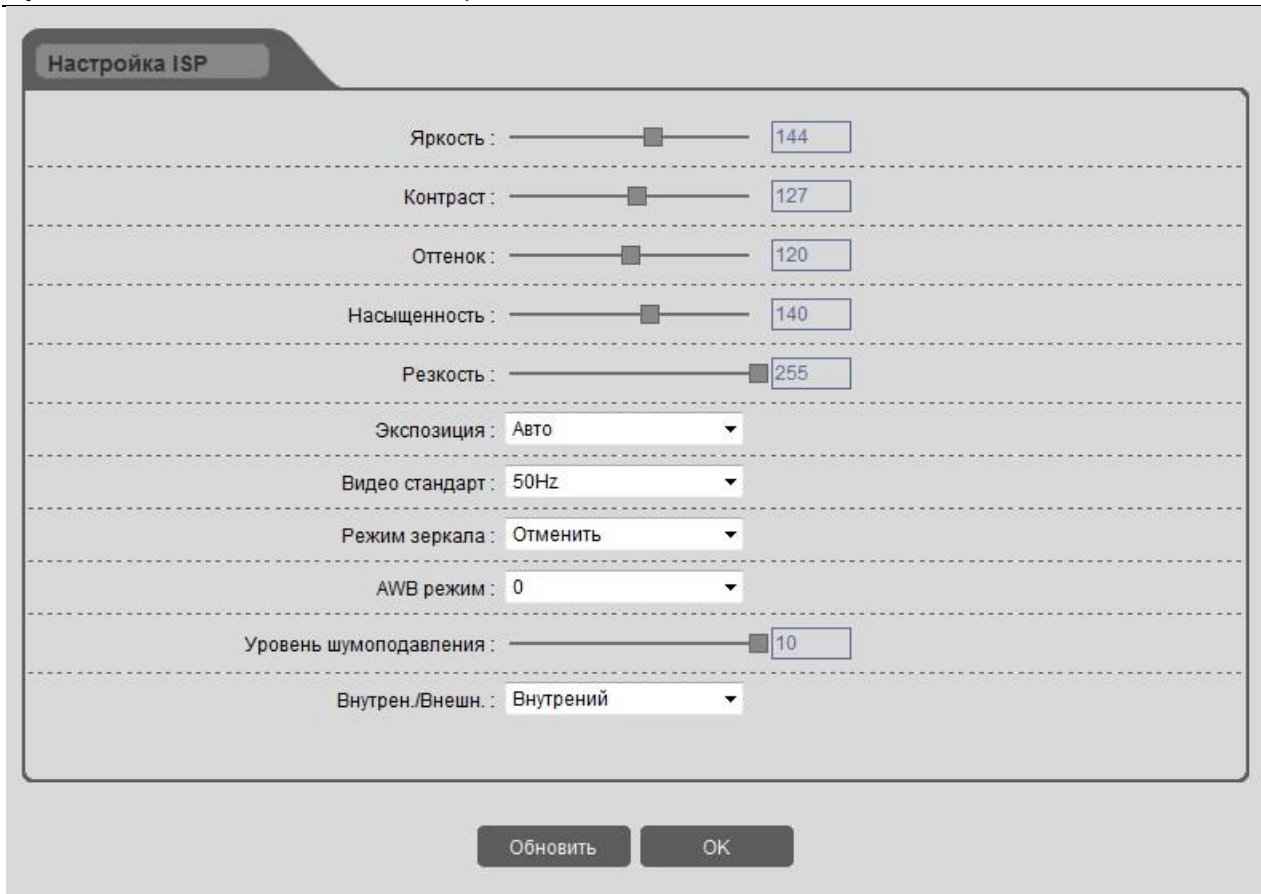 Настройка ISP
Яркость : 144
Контраст : 127
Оттенок : 120
Насыщенность : 140
Резкость : 255
Экспозиция : Авто
Видео стандарт : 50Hz
Режим зеркала : Отменить
AWB режим : 0
Уровень шумоподавления : 10
Внутрен./Внешн. : Внутрений
Обновить OK